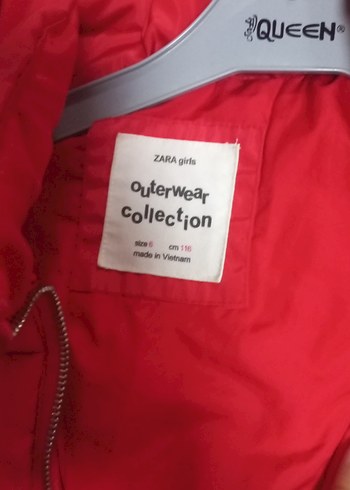 QUEEN®
ZARA girls
outerwear
collection
size 6 cm 116
made in Vietnam